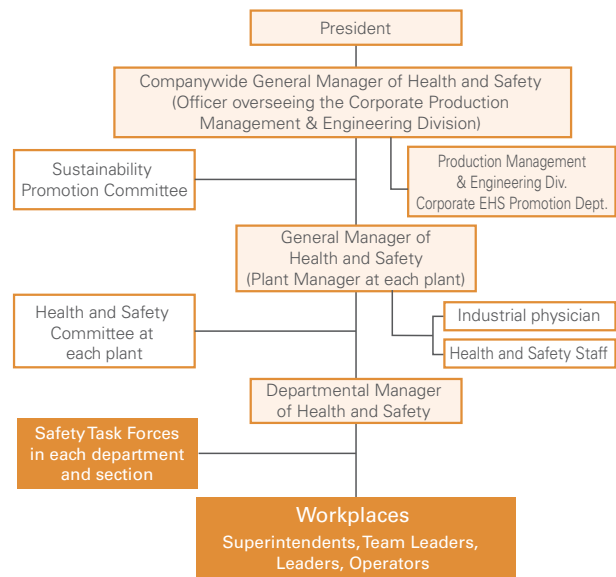 President
Companywide General Manager of Health and Safety
(Officer overseeing the Corporate Production
Management & Engineering Division)
Sustainability
Promotion Committee
Production Management
& Engineering Div.
Corporate EHS Promotion Dept.
General Manager of
Health and Safety
(Plant Manager at each plant)
Health and Safety
Committee at
each plant
Industrial physician
Health and Safety Staff
Departmental Manager
of Health and Safety
Safety Task Forces
in each department
and section
Workplaces
Superintendents, Team Leaders,
Leaders, Operators